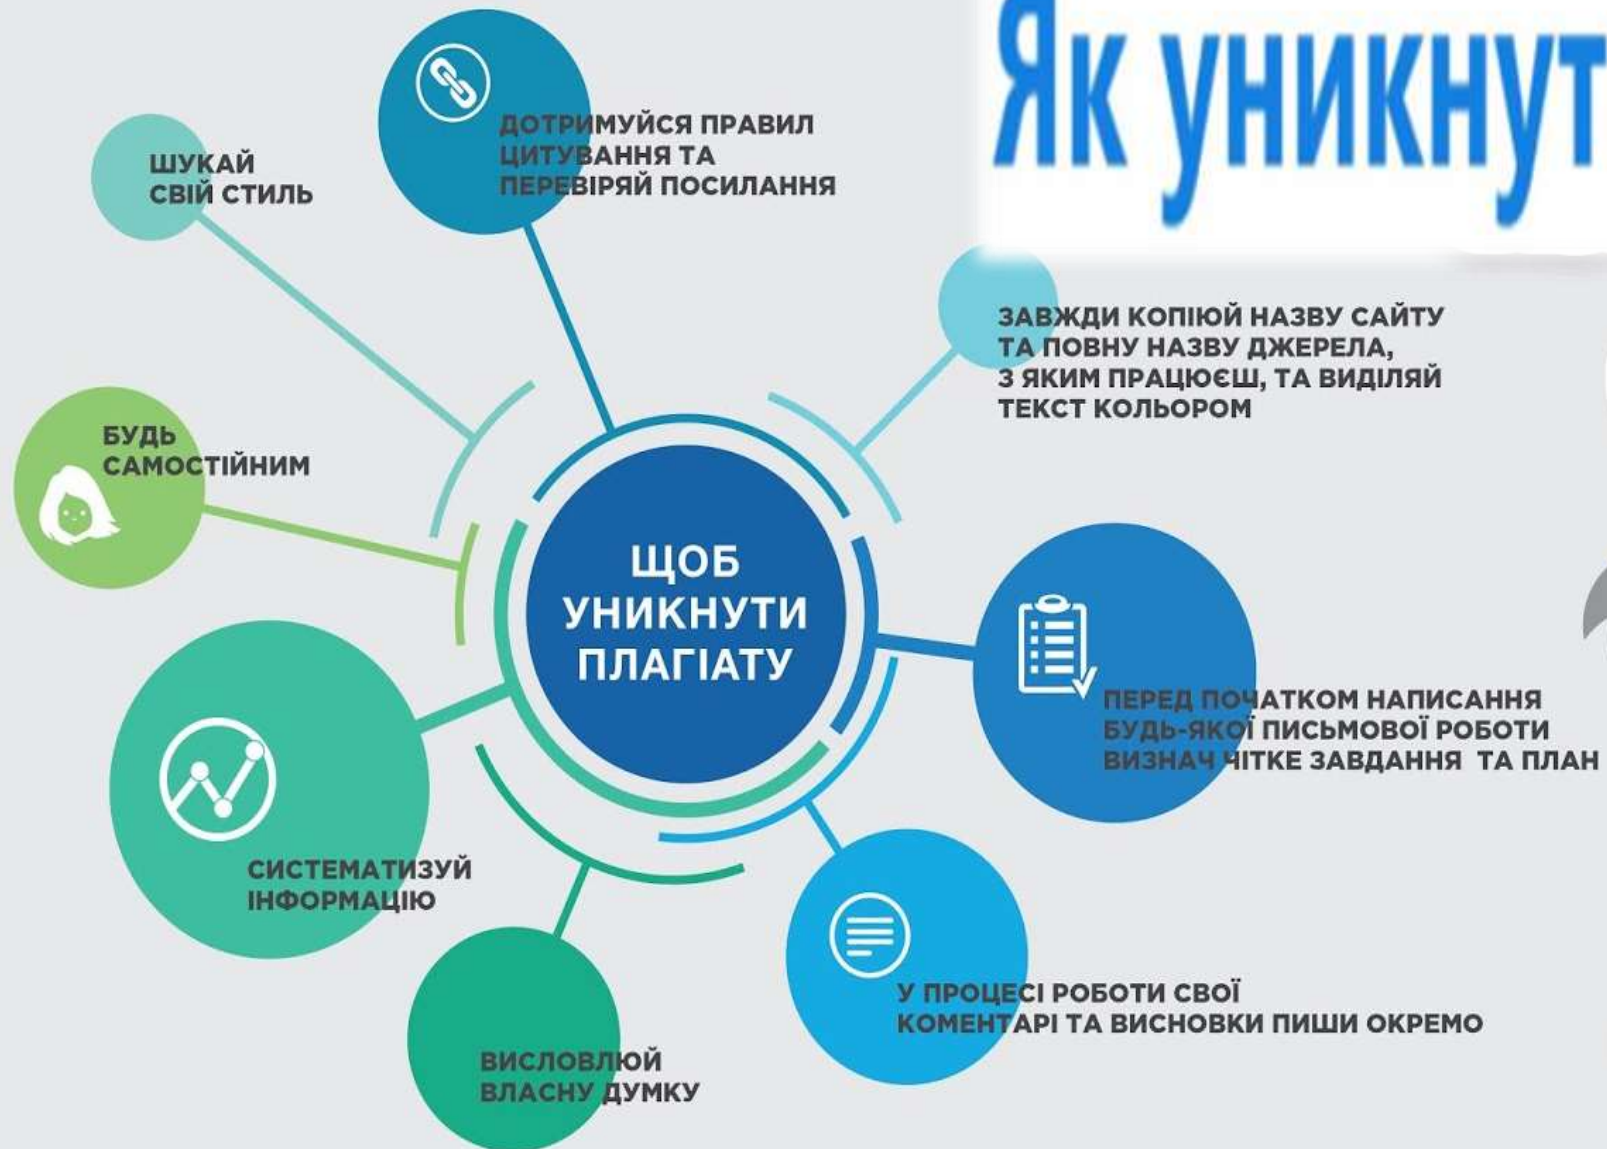 Як уникнут
ДОТРИМУЙСЯ ПРАВИЛ
ЦИТУВАННЯ ТА
ПЕРЕВІРЯЙ ПОСИЛАННЯ
ШУКАЙ
СВІЙ СТИЛЬ
ЗАВЖДИ КОПІЮЙ НАЗВУ САЙТУ
ТА ПОВНУ НАЗВУ ДЖЕРЕЛА,
З ЯКИМ ПРАЦЮЄШ, ТА ВИДІЛЯЙ
ТЕКСТ КОЛЬОРОМ
БУДЬ
САМОСТІЙНИМ
ЩОБ
УНИКНУТИ
ПЛАГІАТУ
ПЕРЕД ПОЧАТКОМ НАПИСАННЯ
БУДЬ-ЯКОЇ ПИСЬМОВОЇ РОБОТИ
ВИЗНАЧ ЧІТКЕ ЗАВДАННЯ ТА ПЛАН
СИСТЕМАТИЗУЙ
ІНФОРМАЦІЮ
У ПРОЦЕСІ РОБОТИ СВОЇ
КОМЕНТАРІ ТА ВИСНОВКИ ПИШИ ОКРЕМО
ВИСЛОВЛЮЙ
ВЛАСНУ ДУМКУ